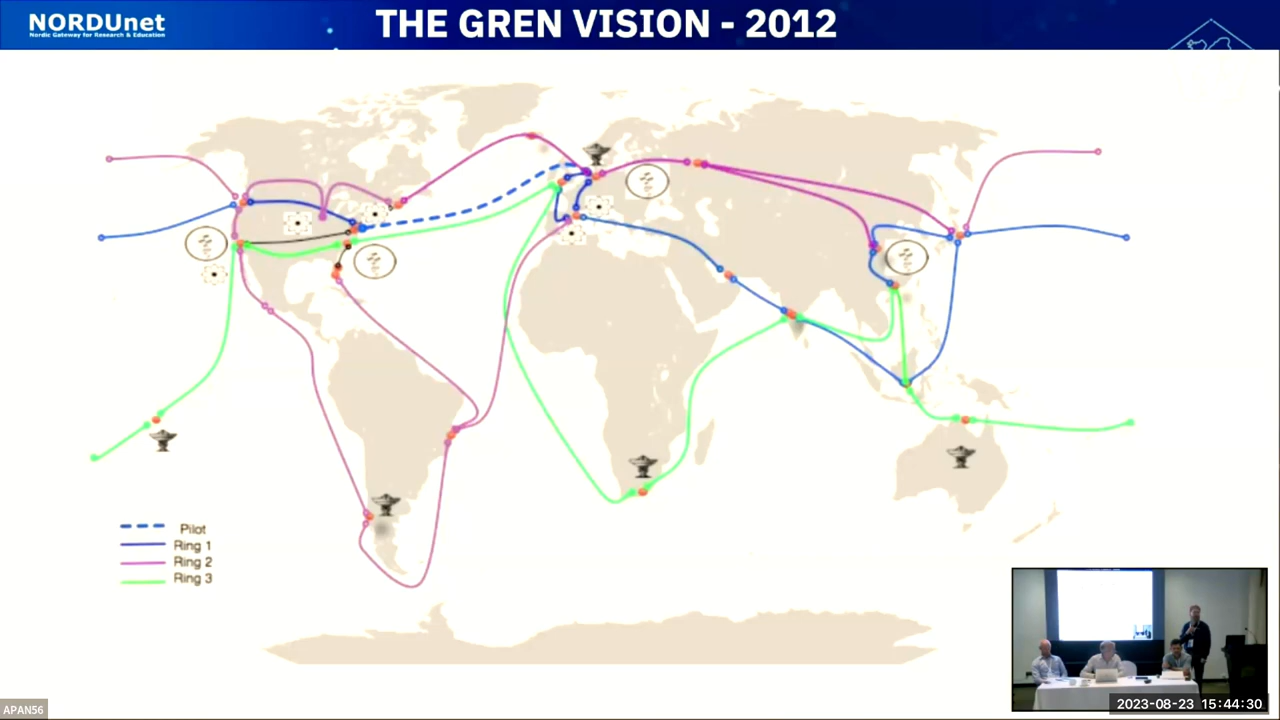 NORDUnet
Nordic Gateway for Research & Education
THE GREN VISION - 2012
Pilot
Ring 1
Ring 2
Ring 3
APAN56
2023-08-23 15:44:30